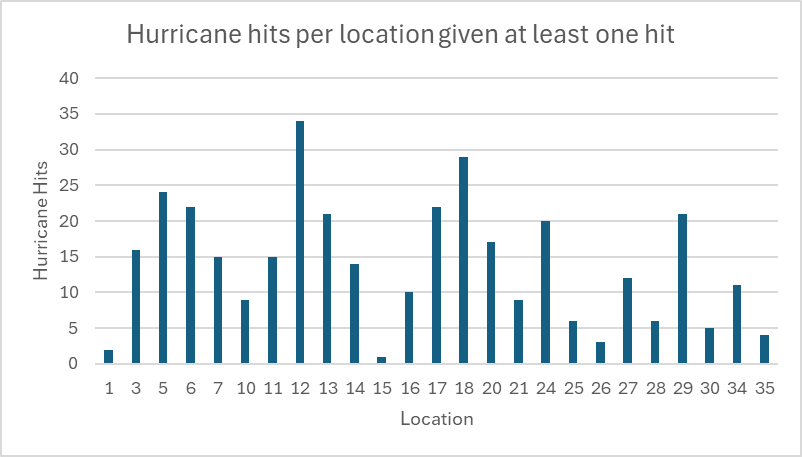 Hurricane hits per location given at least one hit
40
35
30
25
20
15
10
5
0
Hurricane Hits
1 3 5 6 7 10 11 12 13 14 15 16 17 18 20 21 24 25 26 27 28 29 30 34 35
Location